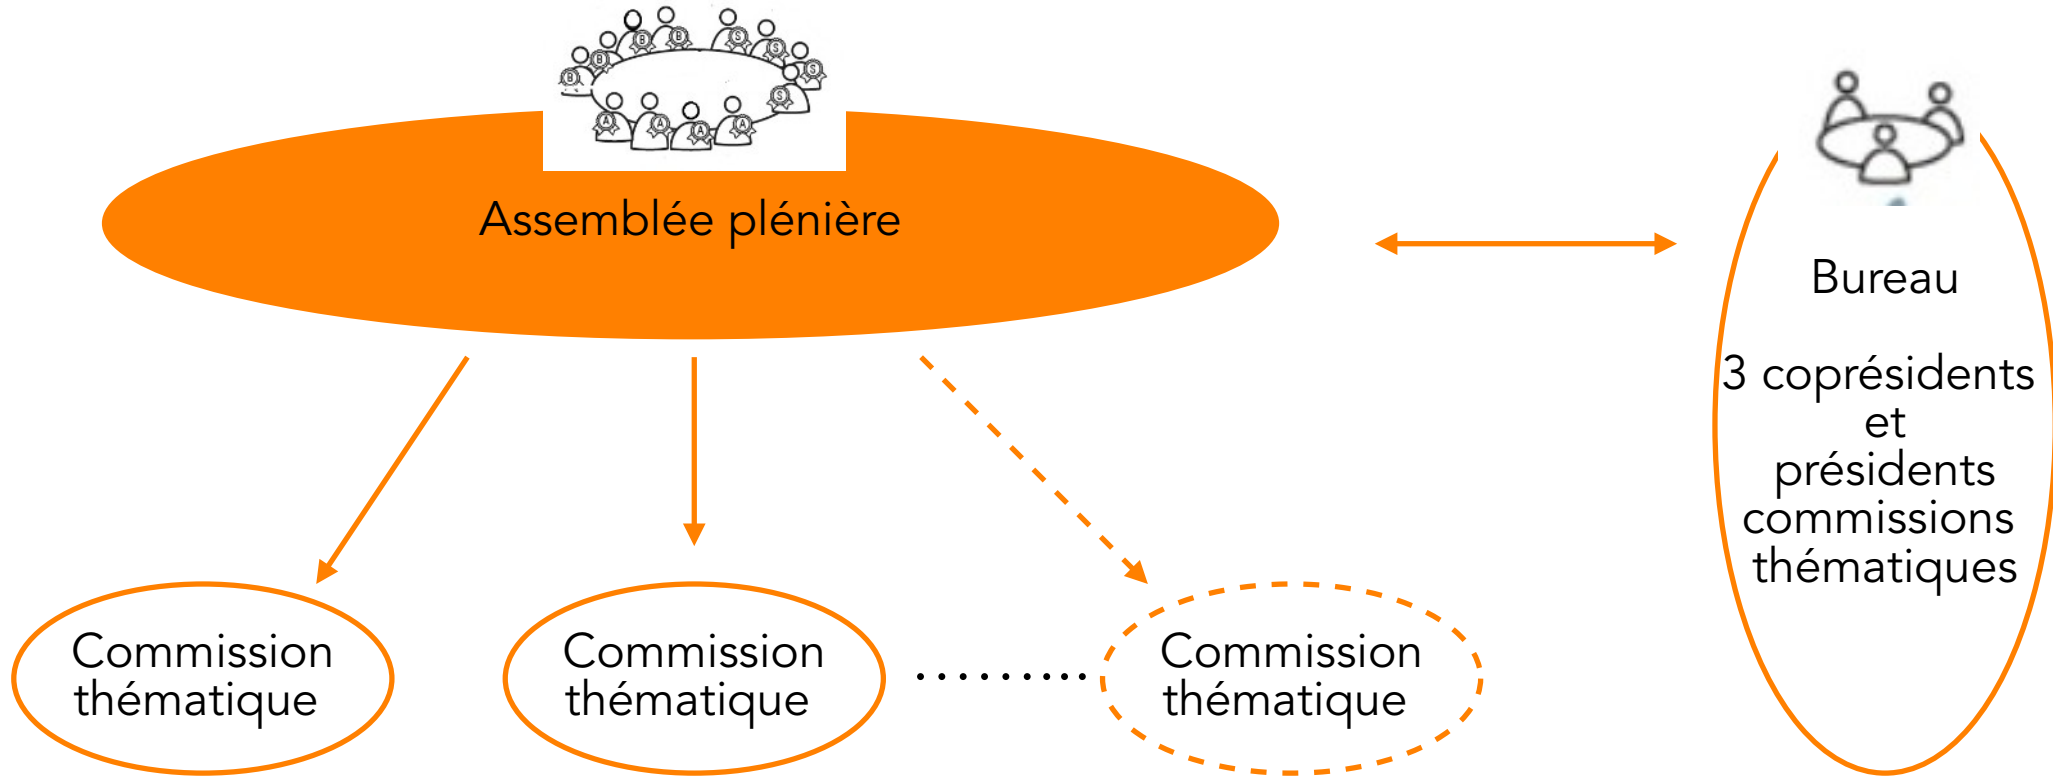 B B S S S S B B A A A A
Assemblée plénière
Bureau
3 coprésidents
et
présidents
commissions
thématiques
Commission
thématique
Commission
thématique
Commission
thématique